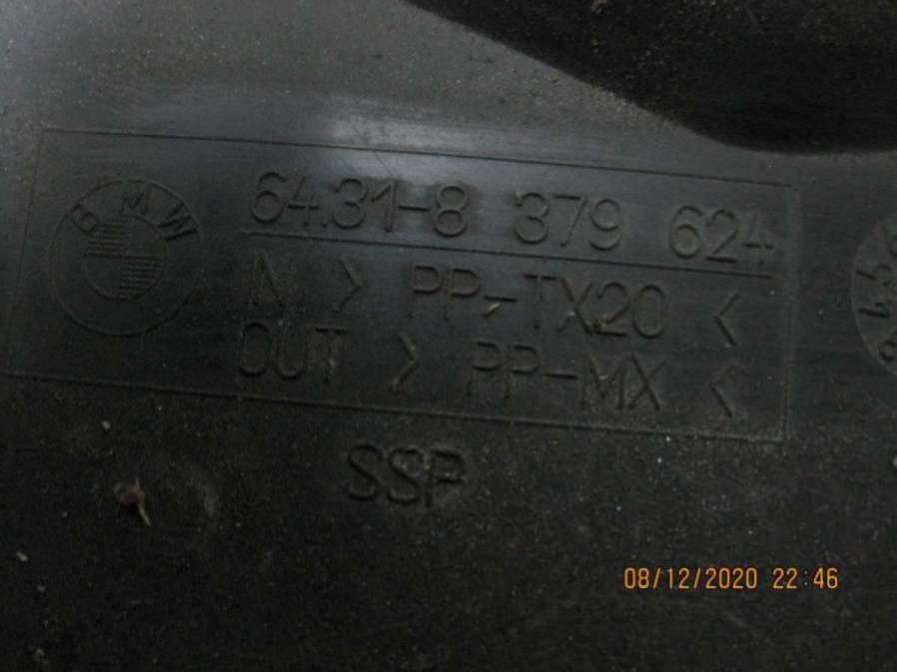 BMW
64.31-8 379 624
IN > PP-TX20 <
OUT > PP-MX <
SSP
08/12/2020 22:46